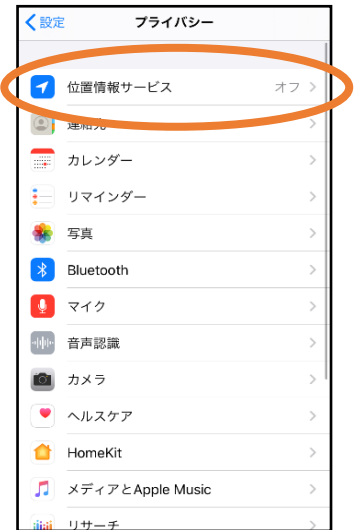 設定 プライバシー
位置情報サービス オフ
連絡先
カレンダー
リマインダー
写真
Bluetooth
マイク
音声認識
カメラ
ヘルスケア
HomeKit
メディアとApple Music
リサーチ